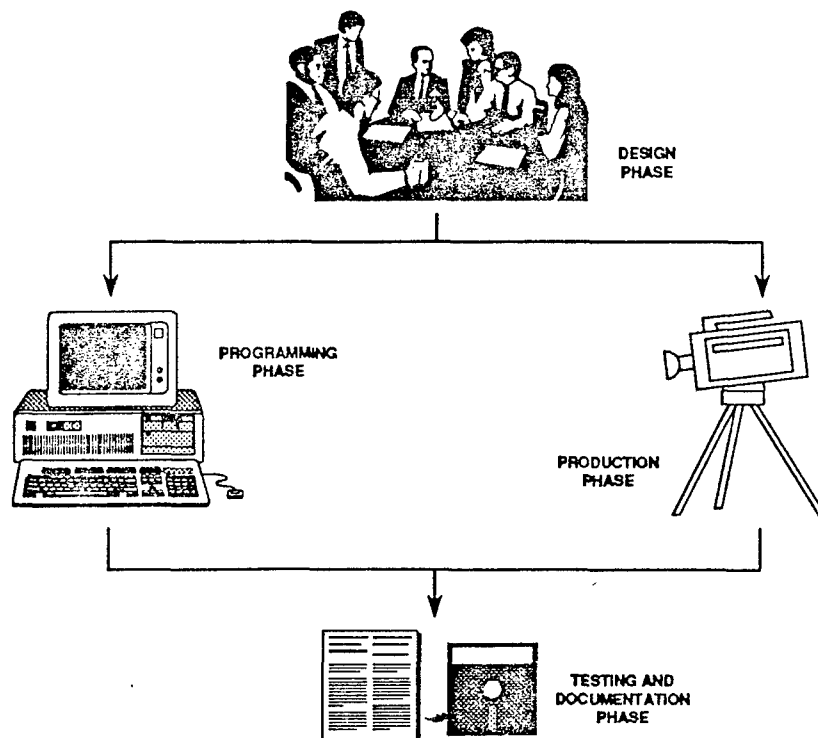 DESIGN
PHASE
PROGRAMMING
PHASE
PRODUCTION
PHASE
TESTING AND
DOCUMENTATION
PHASE